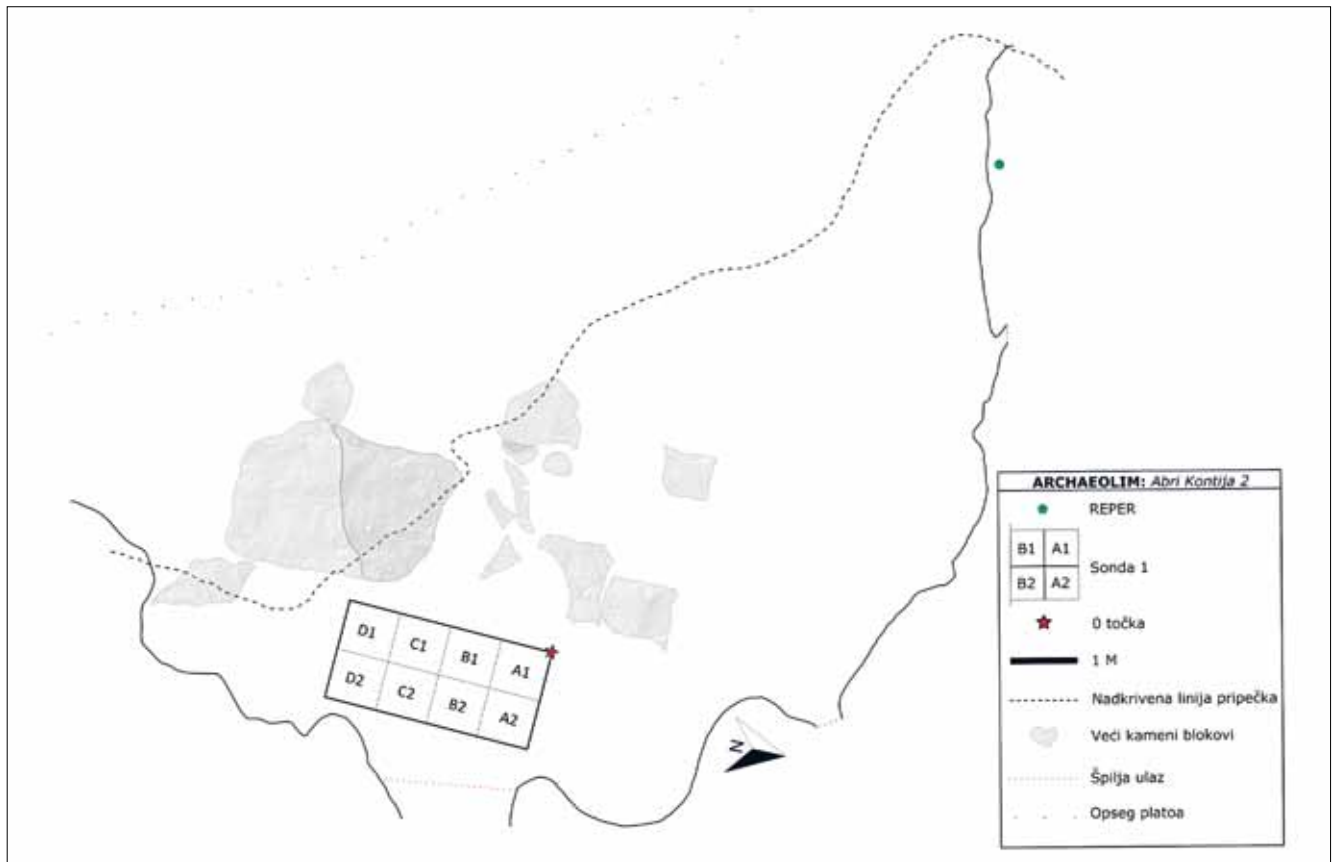 D1 C1 B1 A1
D2 C2 B2 A2
N
ARCHAEOLIM: Abri Kontija 2
REPER
B1 A1
B2 A2
Sonda 1
0 točka
1 M
Nadkrivena linija pripečka
Veći kameni blokovi
Špilja ulaz
Opseg platoa